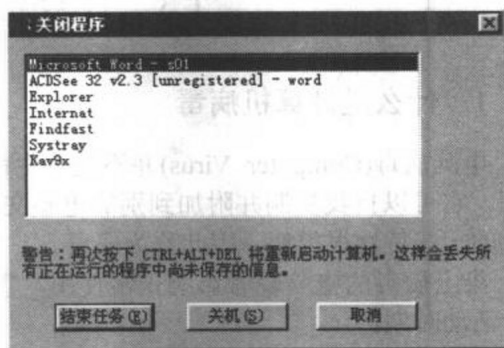 关闭程序
Microsoft Word - s01
ACDSee 32 v2.3 [unregistered] - word
Explorer
Internat
Findfast
Systray
Kav9x
警告：再次按下 CTRL+ALT+DEL 将重新启动计算机。这样会丢失所
有正在运行的程序中尚未保存的信息。
结束任务(E)
关机(S)
取消